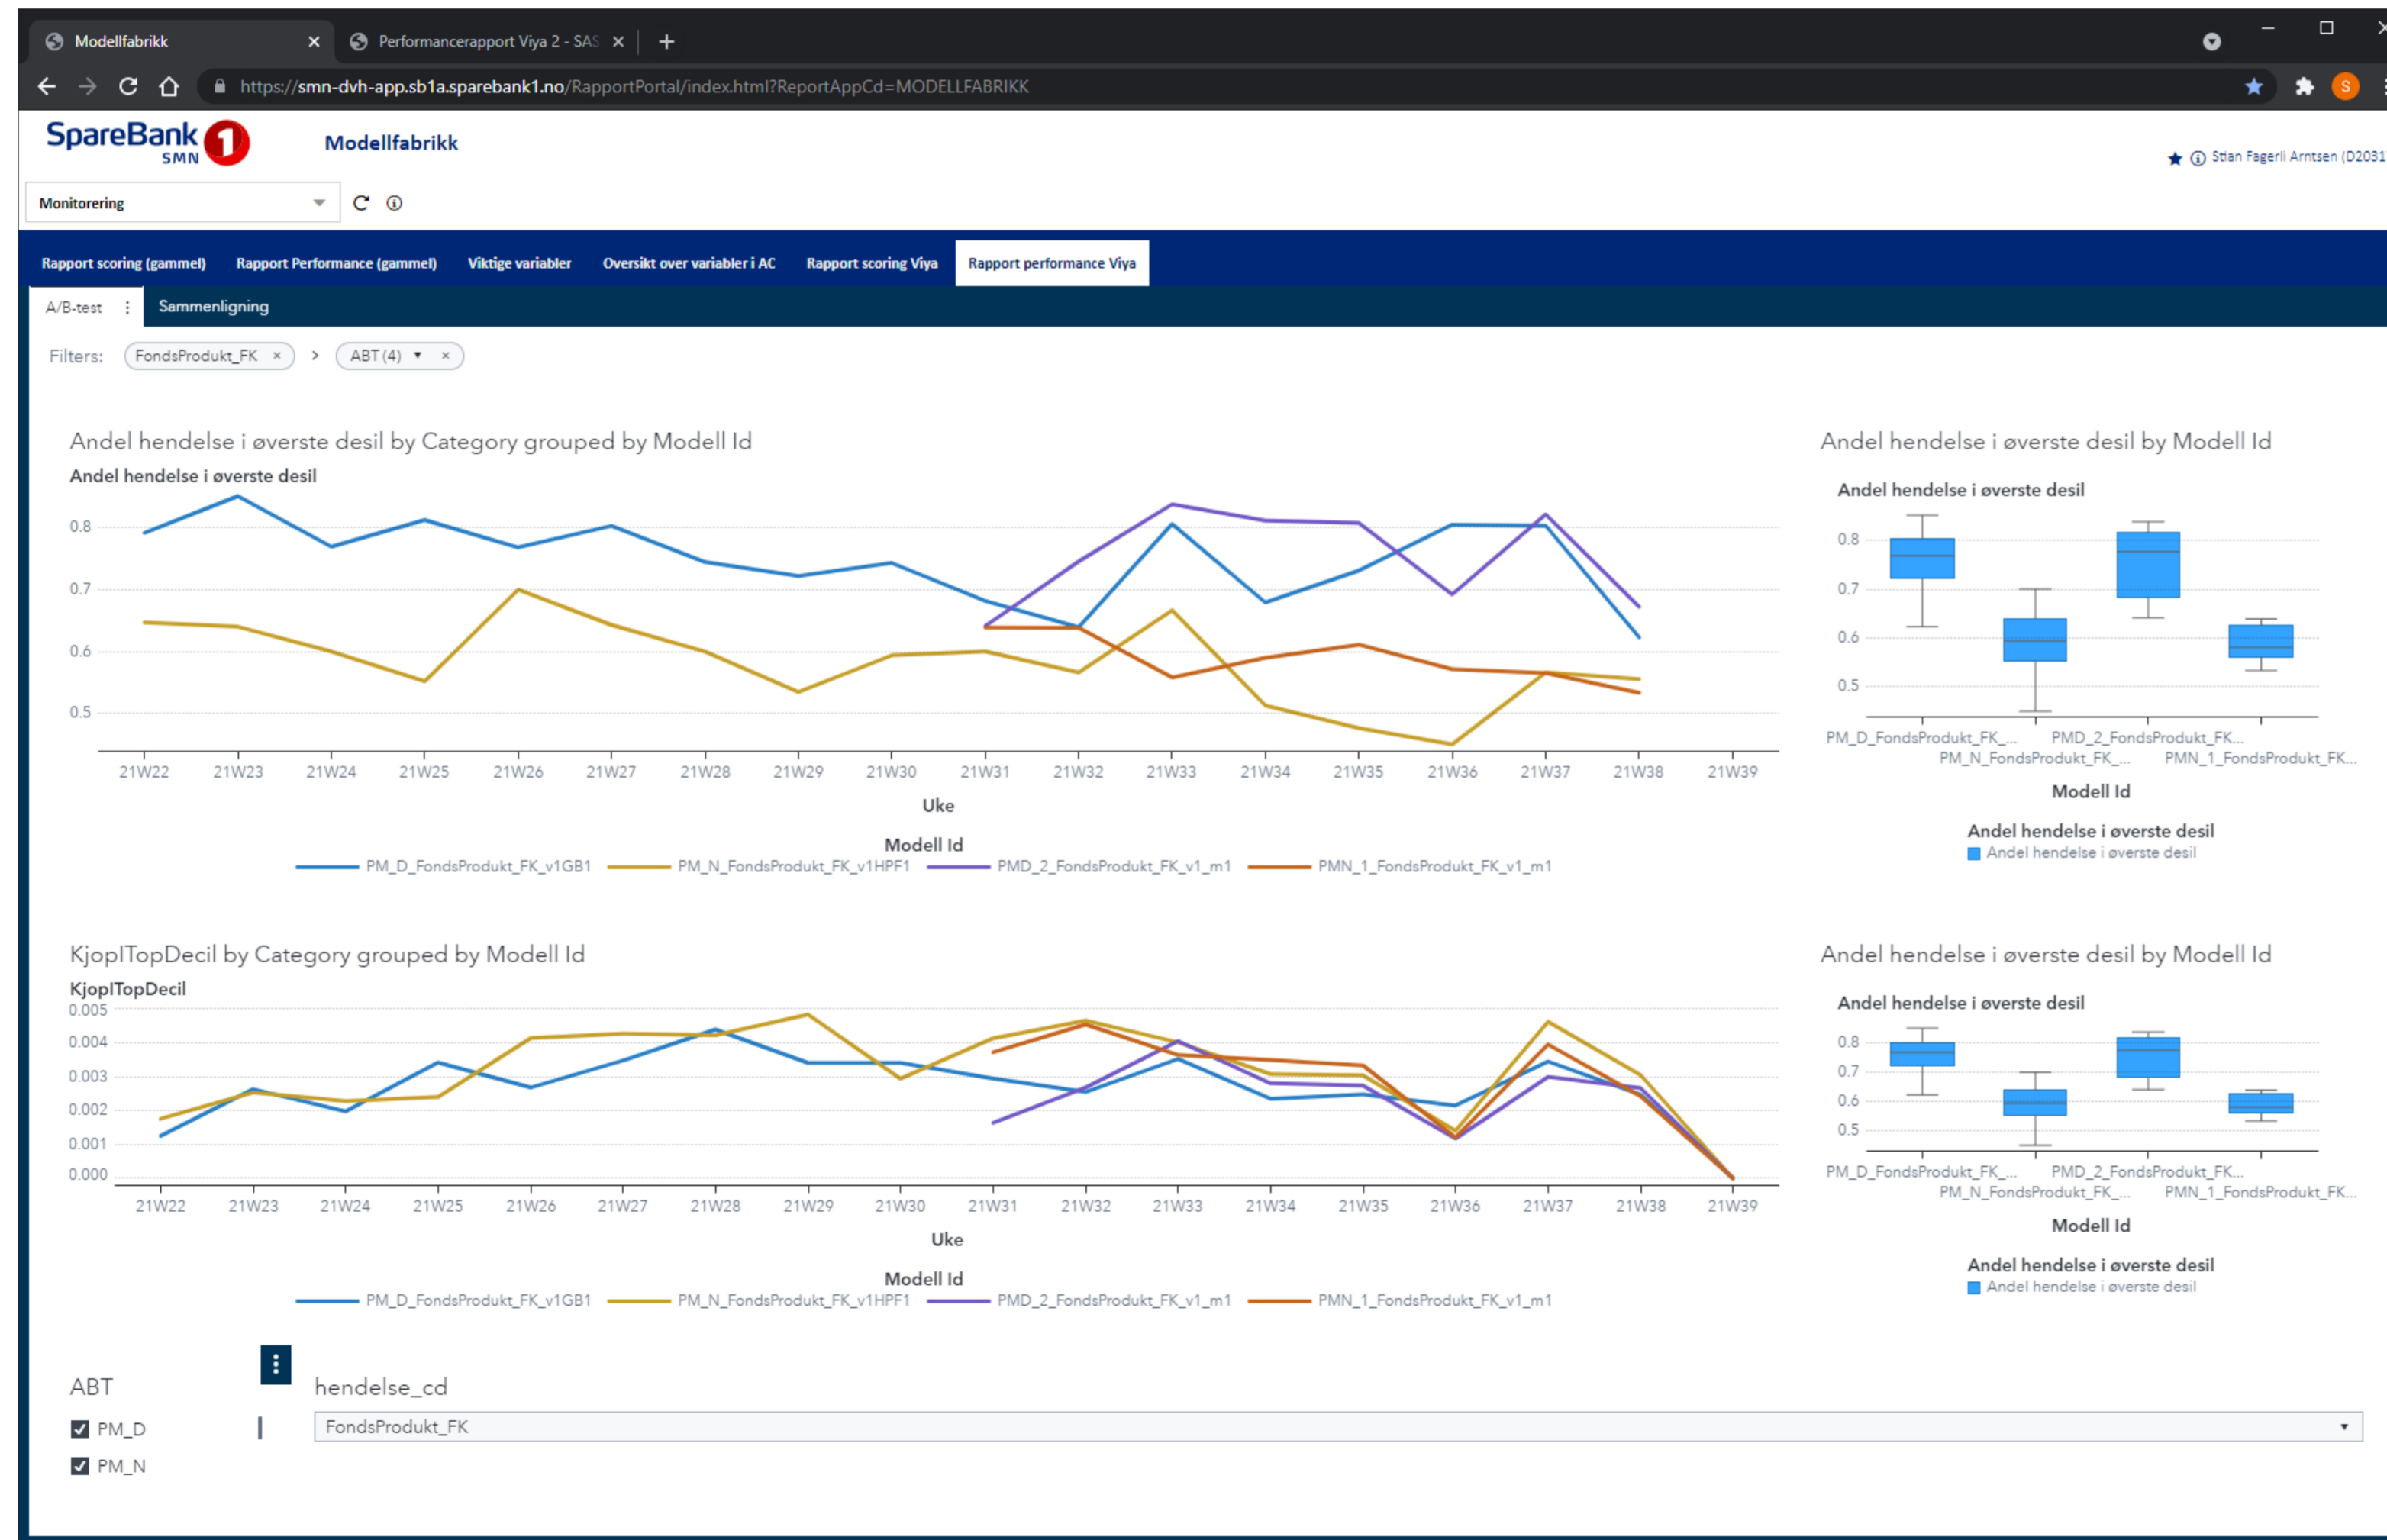 Modellfabrikk
Performancerapport Viya 2 - SAS
https://smn-dvh-app.sb1a.sparebank1.no/RapportPortal/index.html?ReportAppCd=MODELLFABRIKK
S
SpareBank 1
SMN
Modellfabrikk
Stian Fagerli Arntsen (D2031
Monitorering
Rapport scoring (gammel) Rapport Performance (gammel) Viktige variabler Oversikt over variabler i AC Rapport scoring Viya Rapport performance Viya
A/B-test Sammenligning
Filters: FondsProdukt_FK × > ABT (4) ▼ ×
Andel hendelse i øverste desil by Category grouped by Modell Id
Andel hendelse i øverste desil
0.8
0.7
0.6
0.5
21W22 21W23 21W24 21W25 21W26 21W27 21W28 21W29 21W30 21W31 21W32 21W33 21W34 21W35 21W36 21W37 21W38 21W39
Uke
Modell Id
PM_D_FondsProdukt_FK_v1GB1 PM_N_FondsProdukt_FK_v1HPF1 PMD_2_FondsProdukt_FK_v1_m1 PMN_1_FondsProdukt_FK_v1_m1
Andel hendelse i øverste desil by Modell Id
Andel hendelse i øverste desil
0.8
0.7
0.6
0.5
PM_D_FondsProdukt_FK_... PMD_2_FondsProdukt_FK...
PM_N_FondsProdukt_FK_... PMN_1_FondsProdukt_FK...
Modell Id
Andel hendelse i øverste desil
Andel hendelse i øverste desil
KjopITopDecil by Category grouped by Modell Id
KjopITopDecil
0.005
0.004
0.003
0.002
0.001
0.000
21W22 21W23 21W24 21W25 21W26 21W27 21W28 21W29 21W30 21W31 21W32 21W33 21W34 21W35 21W36 21W37 21W38 21W39
Uke
Modell Id
PM_D_FondsProdukt_FK_v1GB1 PM_N_FondsProdukt_FK_v1HPF1 PMD_2_FondsProdukt_FK_v1_m1 PMN_1_FondsProdukt_FK_v1_m1
Andel hendelse i øverste desil by Modell Id
Andel hendelse i øverste desil
0.8
0.7
0.6
0.5
PM_D_FondsProdukt_FK_... PMD_2_FondsProdukt_FK...
PM_N_FondsProdukt_FK_... PMN_1_FondsProdukt_FK...
Modell Id
Andel hendelse i øverste desil
Andel hendelse i øverste desil
ABT
PM_D
PM_N
hendelse_cd
FondsProdukt_FK